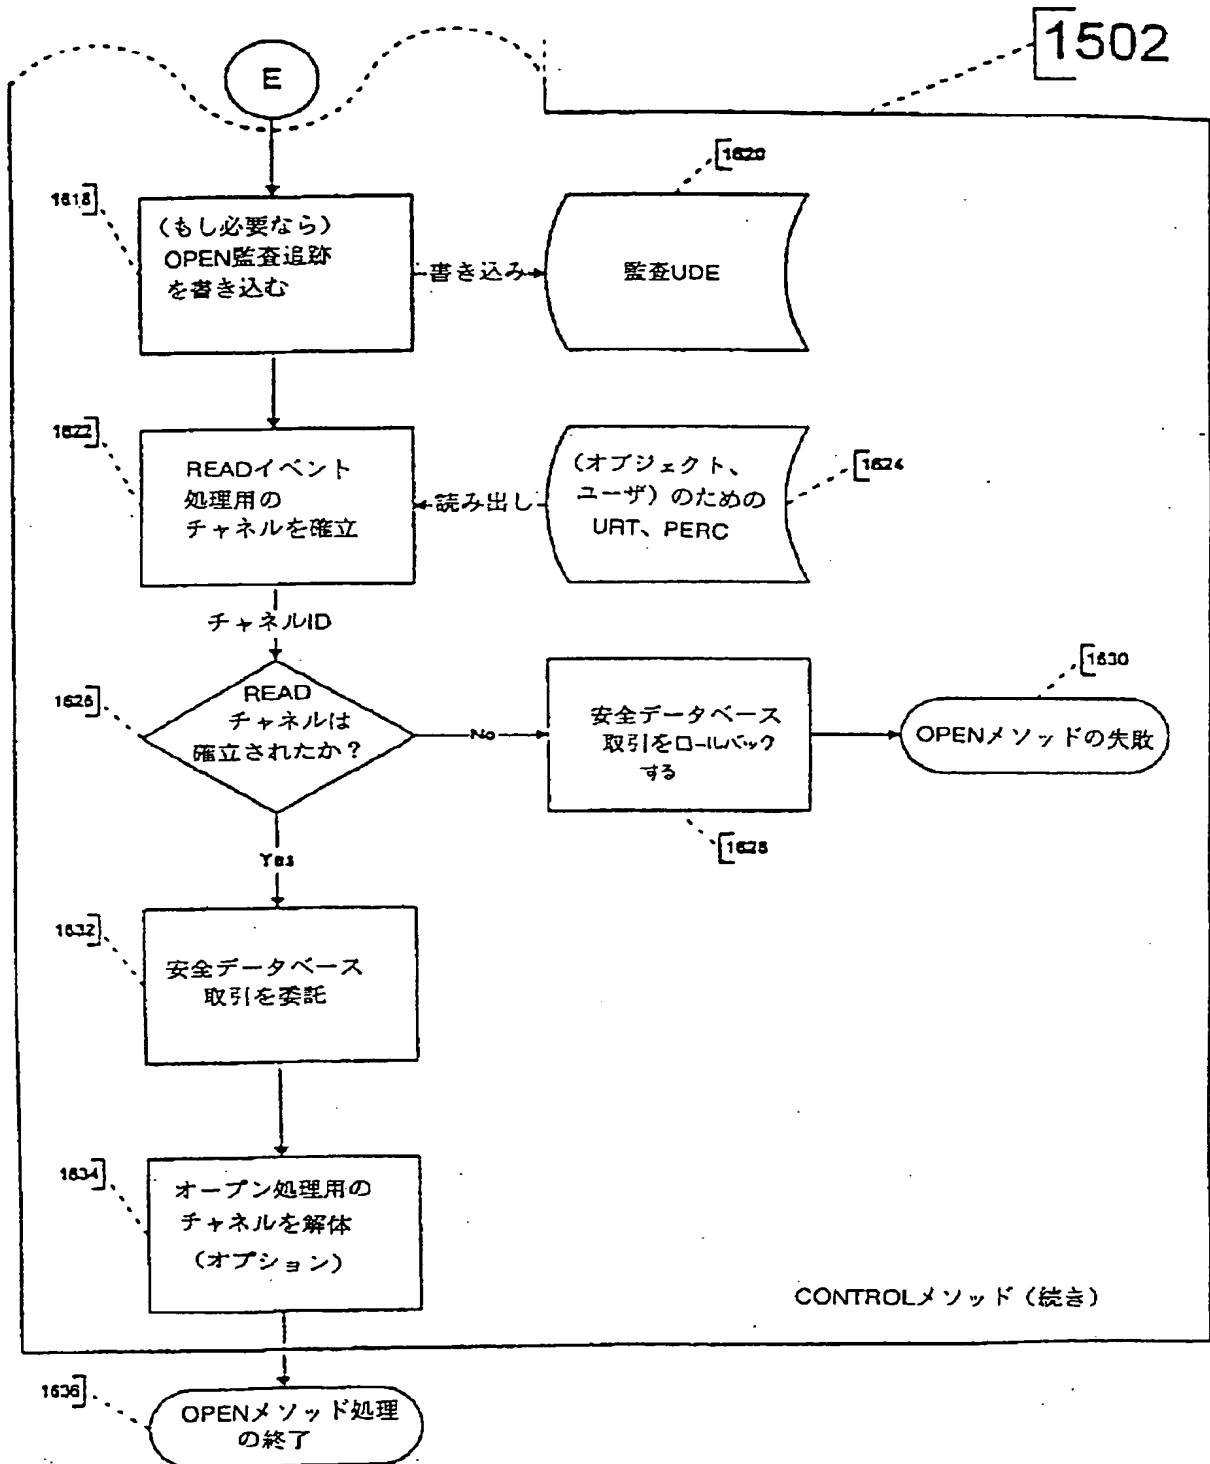 1502
E
1618
(もし必要なら)
OPEN監査追跡
を書き込む
書き込み
1620
監査UDE
1622
READイベント
処理用の
チャネルを確立
読み出し
(オブジェクト、
ユーザ)のための
URT、PERC
1624
チャネルID
1626
READ
チャネルは
確立されたか?
No
安全データベース
取引をロールバック
する
1628
1630
OPENメソッドの失敗
Yes
1632
安全データベース
取引を委託
1634
オープン処理用の
チャネルを解体
(オプション)
CONTROLメソッド(続き)
1636
OPENメソッド処理
の終了